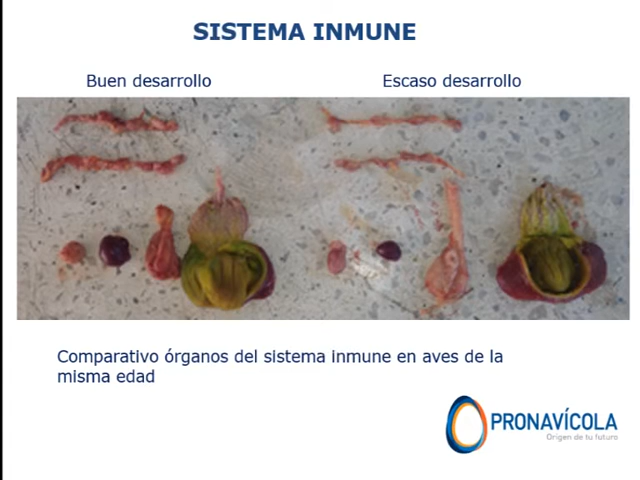 SISTEMA INMUNE
Buen desarrollo
Escaso desarrollo
Comparativo órganos del sistema inmune en aves de la
misma edad
PRONAVÍCOLA
Origen de tu futuro